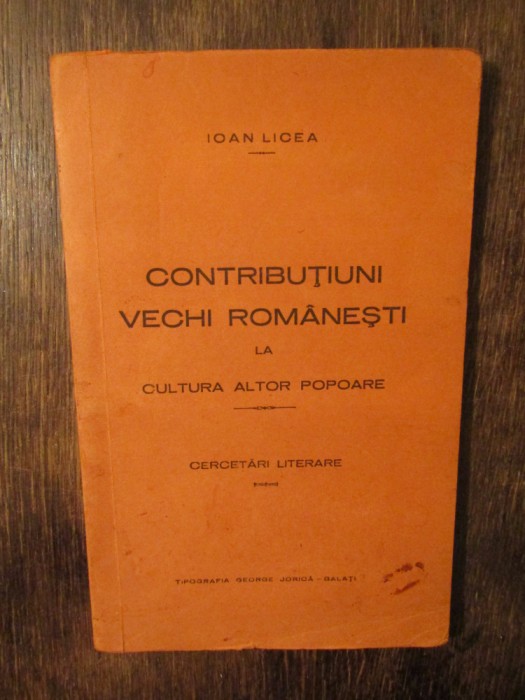 IOAN LICEA
CONTRIBUŢIUNI
VECHI ROMÂNEŞTI
LA
CULTURA ALTOR POPOARE
CERCETĂRI LITERARE
TIPOGRAFIA GEORGE JORICĂ - GALAŢI